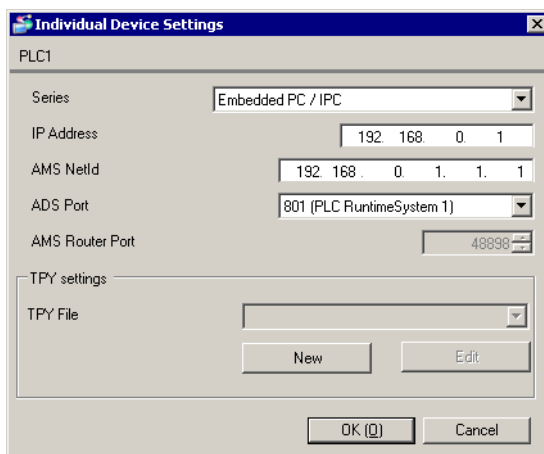 Individual Device Settings
PLC1
Series Embedded PC / IPC
IP Address 192. 168. 0. 1
AMS NetId 192. 168. 0. 1. 1. 1
ADS Port 801 (PLC RuntimeSystem 1)
AMS Router Port 48898
TPY settings
TPY File
New Edit
OK (O) Cancel